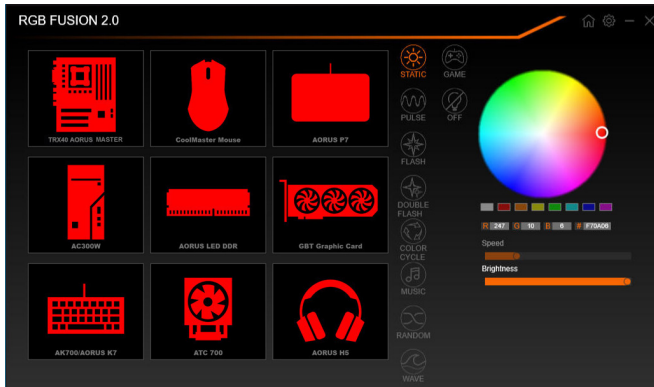 RGB FUSION 2.0
TRX40 AORUS MASTER
CoolMaster Mouse
AORUS P7
AC300W
AORUS LED DDR
GBT Graphic Card
AK700/AORUS K7
ATC 700
AORUS H5
STATIC
GAME
PULSE
OFF
FLASH
DOUBLE
FLASH
COLOR
CYCLE
MUSIC
RANDOM
WAVE
R 247 G 10 B 6 # F70A06
Speed
Brightness